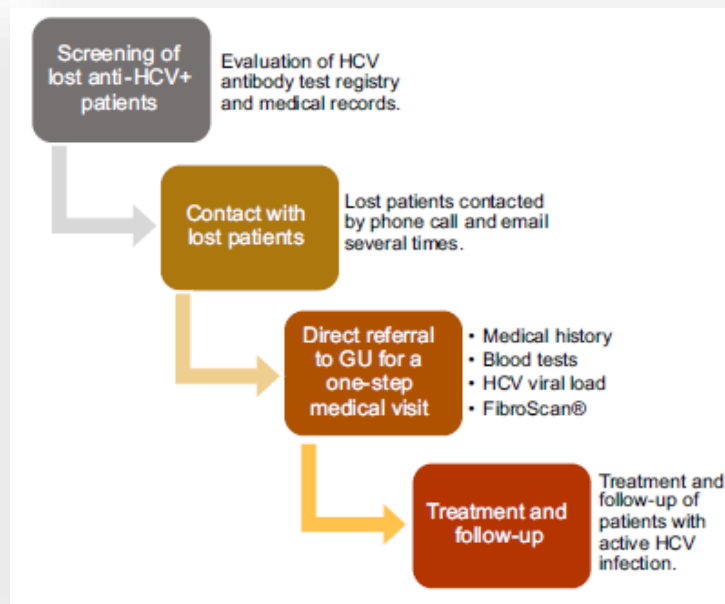 Screening of
lost anti-HCV+
patients
Evaluation of HCV
antibody test registry
and medical records.
Contact with
lost patients
Lost patients contacted
by phone call and email
several times.
Direct referral
to GU for a
one-step
medical visit
• Medical history
• Blood tests
• HCV viral load
• FibroScan®
Treatment and
follow-up
Treatment and
follow-up of
patients with
active HCV
infection.